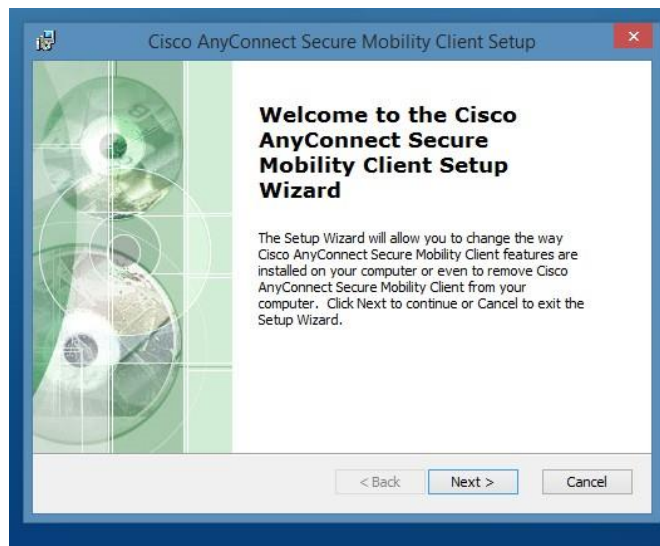 Cisco AnyConnect Secure Mobility Client Setup
Welcome to the Cisco
AnyConnect Secure
Mobility Client Setup
Wizard
The Setup Wizard will allow you to change the way
Cisco AnyConnect Secure Mobility Client features are
installed on your computer or even to remove Cisco
AnyConnect Secure Mobility Client from your
computer.  Click Next to continue or Cancel to exit the
Setup Wizard.
< Back Next > Cancel